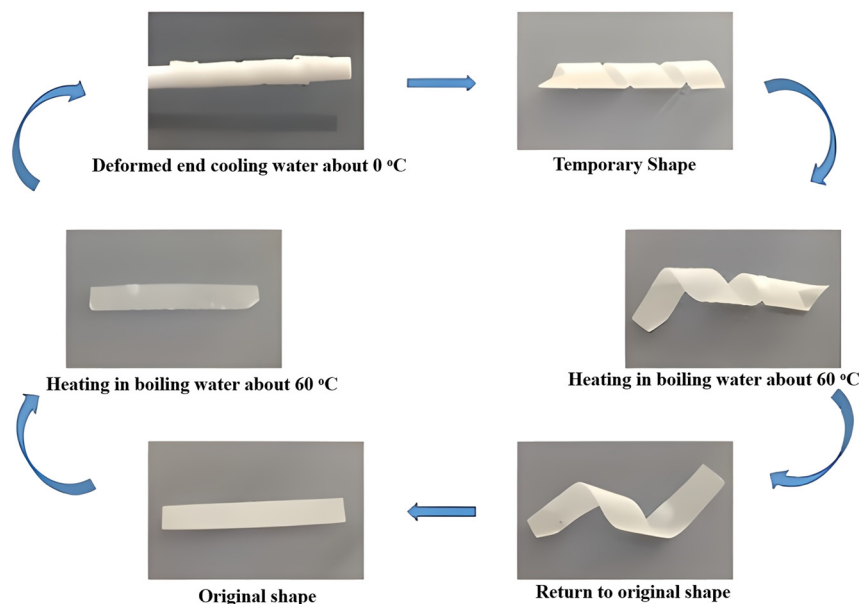 Deformed end cooling water about 0 °C
Temporary Shape
Heating in boiling water about 60 °C
Heating in boiling water about 60 °C
Original shape
Return to original shape